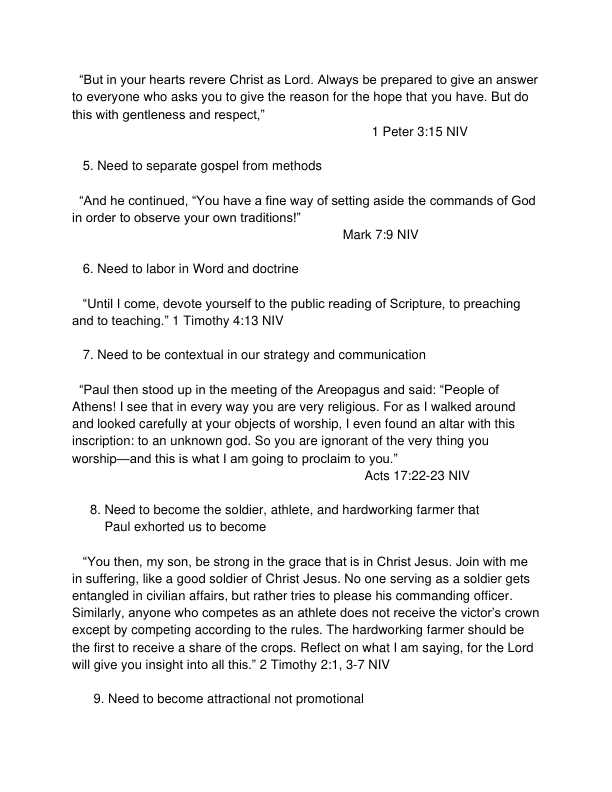 “But in your hearts revere Christ as Lord. Always be prepared to give an answer
to everyone who asks you to give the reason for the hope that you have. But do
this with gentleness and respect,”
1 Peter 3:15 NIV
5. Need to separate gospel from methods
“And he continued, “You have a fine way of setting aside the commands of God
in order to observe your own traditions!”
Mark 7:9 NIV
6. Need to labor in Word and doctrine
“Until I come, devote yourself to the public reading of Scripture, to preaching
and to teaching.” 1 Timothy 4:13 NIV
7. Need to be contextual in our strategy and communication
“Paul then stood up in the meeting of the Areopagus and said: “People of
Athens! I see that in every way you are very religious. For as I walked around
and looked carefully at your objects of worship, I even found an altar with this
inscription: to an unknown god. So you are ignorant of the very thing you
worship—and this is what I am going to proclaim to you.”
Acts 17:22-23 NIV
8. Need to become the soldier, athlete, and hardworking farmer that
Paul exhorted us to become
“You then, my son, be strong in the grace that is in Christ Jesus. Join with me
in suffering, like a good soldier of Christ Jesus. No one serving as a soldier gets
entangled in civilian affairs, but rather tries to please his commanding officer.
Similarly, anyone who competes as an athlete does not receive the victor’s crown
except by competing according to the rules. The hardworking farmer should be
the first to receive a share of the crops. Reflect on what I am saying, for the Lord
will give you insight into all this.” 2 Timothy 2:1, 3-7 NIV
9. Need to become attractional not promotional